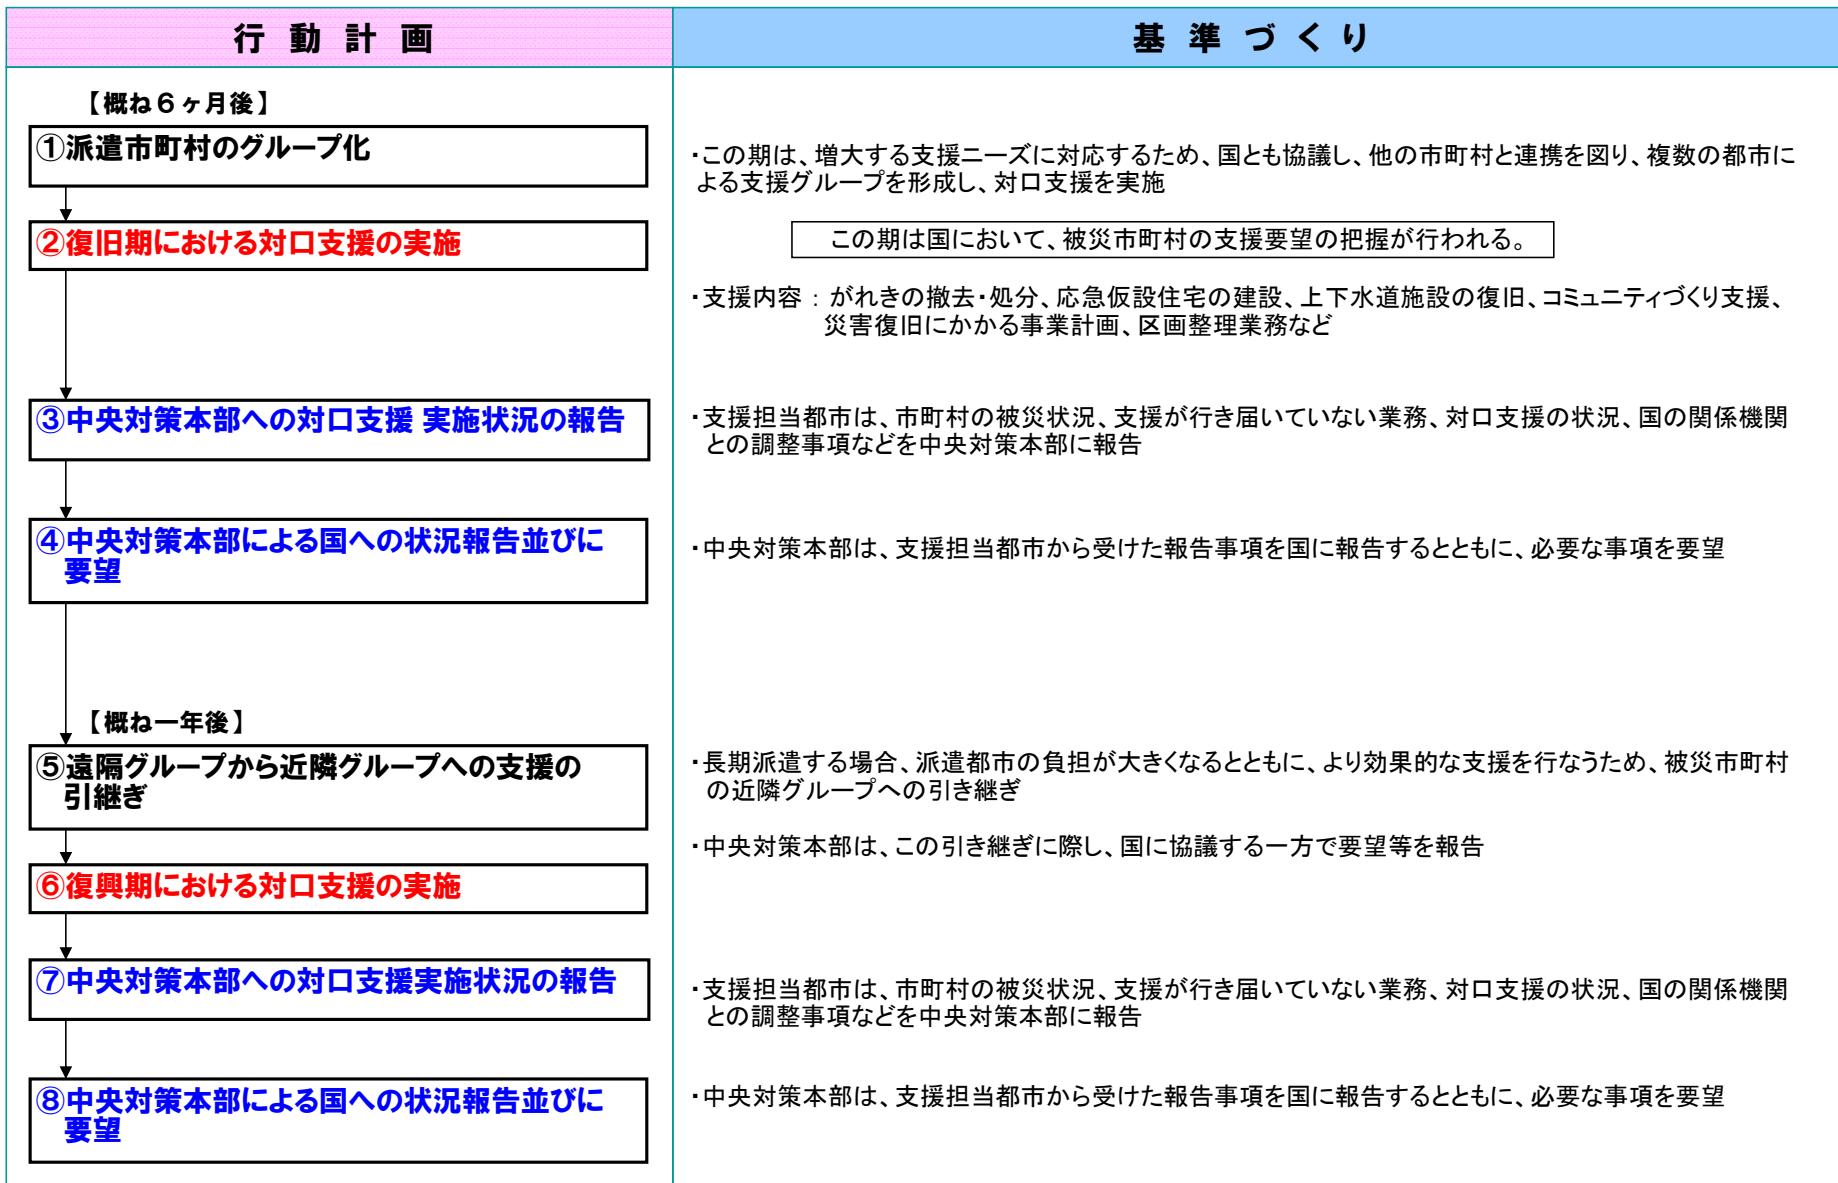 行動計画
基準づくり
【概ね６ヶ月後】
①派遣市町村のグループ化
・この期は、増大する支援ニーズに対応するため、国とも協議し、他の市町村と連携を図り、複数の都市に
よる支援グループを形成し、対口支援を実施
②復旧期における対口支援の実施
この期は国において、被災市町村の支援要望の把握が行われる。
・支援内容：がれきの撤去・処分、応急仮設住宅の建設、上下水道施設の復旧、コミュニティづくり支援、
災害復旧にかかる事業計画、区画整理業務など
③中央対策本部への対口支援 実施状況の報告
・支援担当都市は、市町村の被災状況、支援が行き届いていない業務、対口支援の状況、国の関係機関
との調整事項などを中央対策本部に報告
④中央対策本部による国への状況報告並びに
要望
・中央対策本部は、支援担当都市から受けた報告事項を国に報告するとともに、必要な事項を要望
【概ね一年後】
⑤遠隔グループから近隣グループへの支援の
引継ぎ
・長期派遣する場合、派遣都市の負担が大きくなるとともに、より効果的な支援を行なうため、被災市町村
の近隣グループへの引き継ぎ
・中央対策本部は、この引き継ぎに際し、国に協議する一方で要望等を報告
⑥復興期における対口支援の実施
⑦中央対策本部への対口支援実施状況の報告
・支援担当都市は、市町村の被災状況、支援が行き届いていない業務、対口支援の状況、国の関係機関
との調整事項などを中央対策本部に報告
⑧中央対策本部による国への状況報告並びに
要望
・中央対策本部は、支援担当都市から受けた報告事項を国に報告するとともに、必要な事項を要望